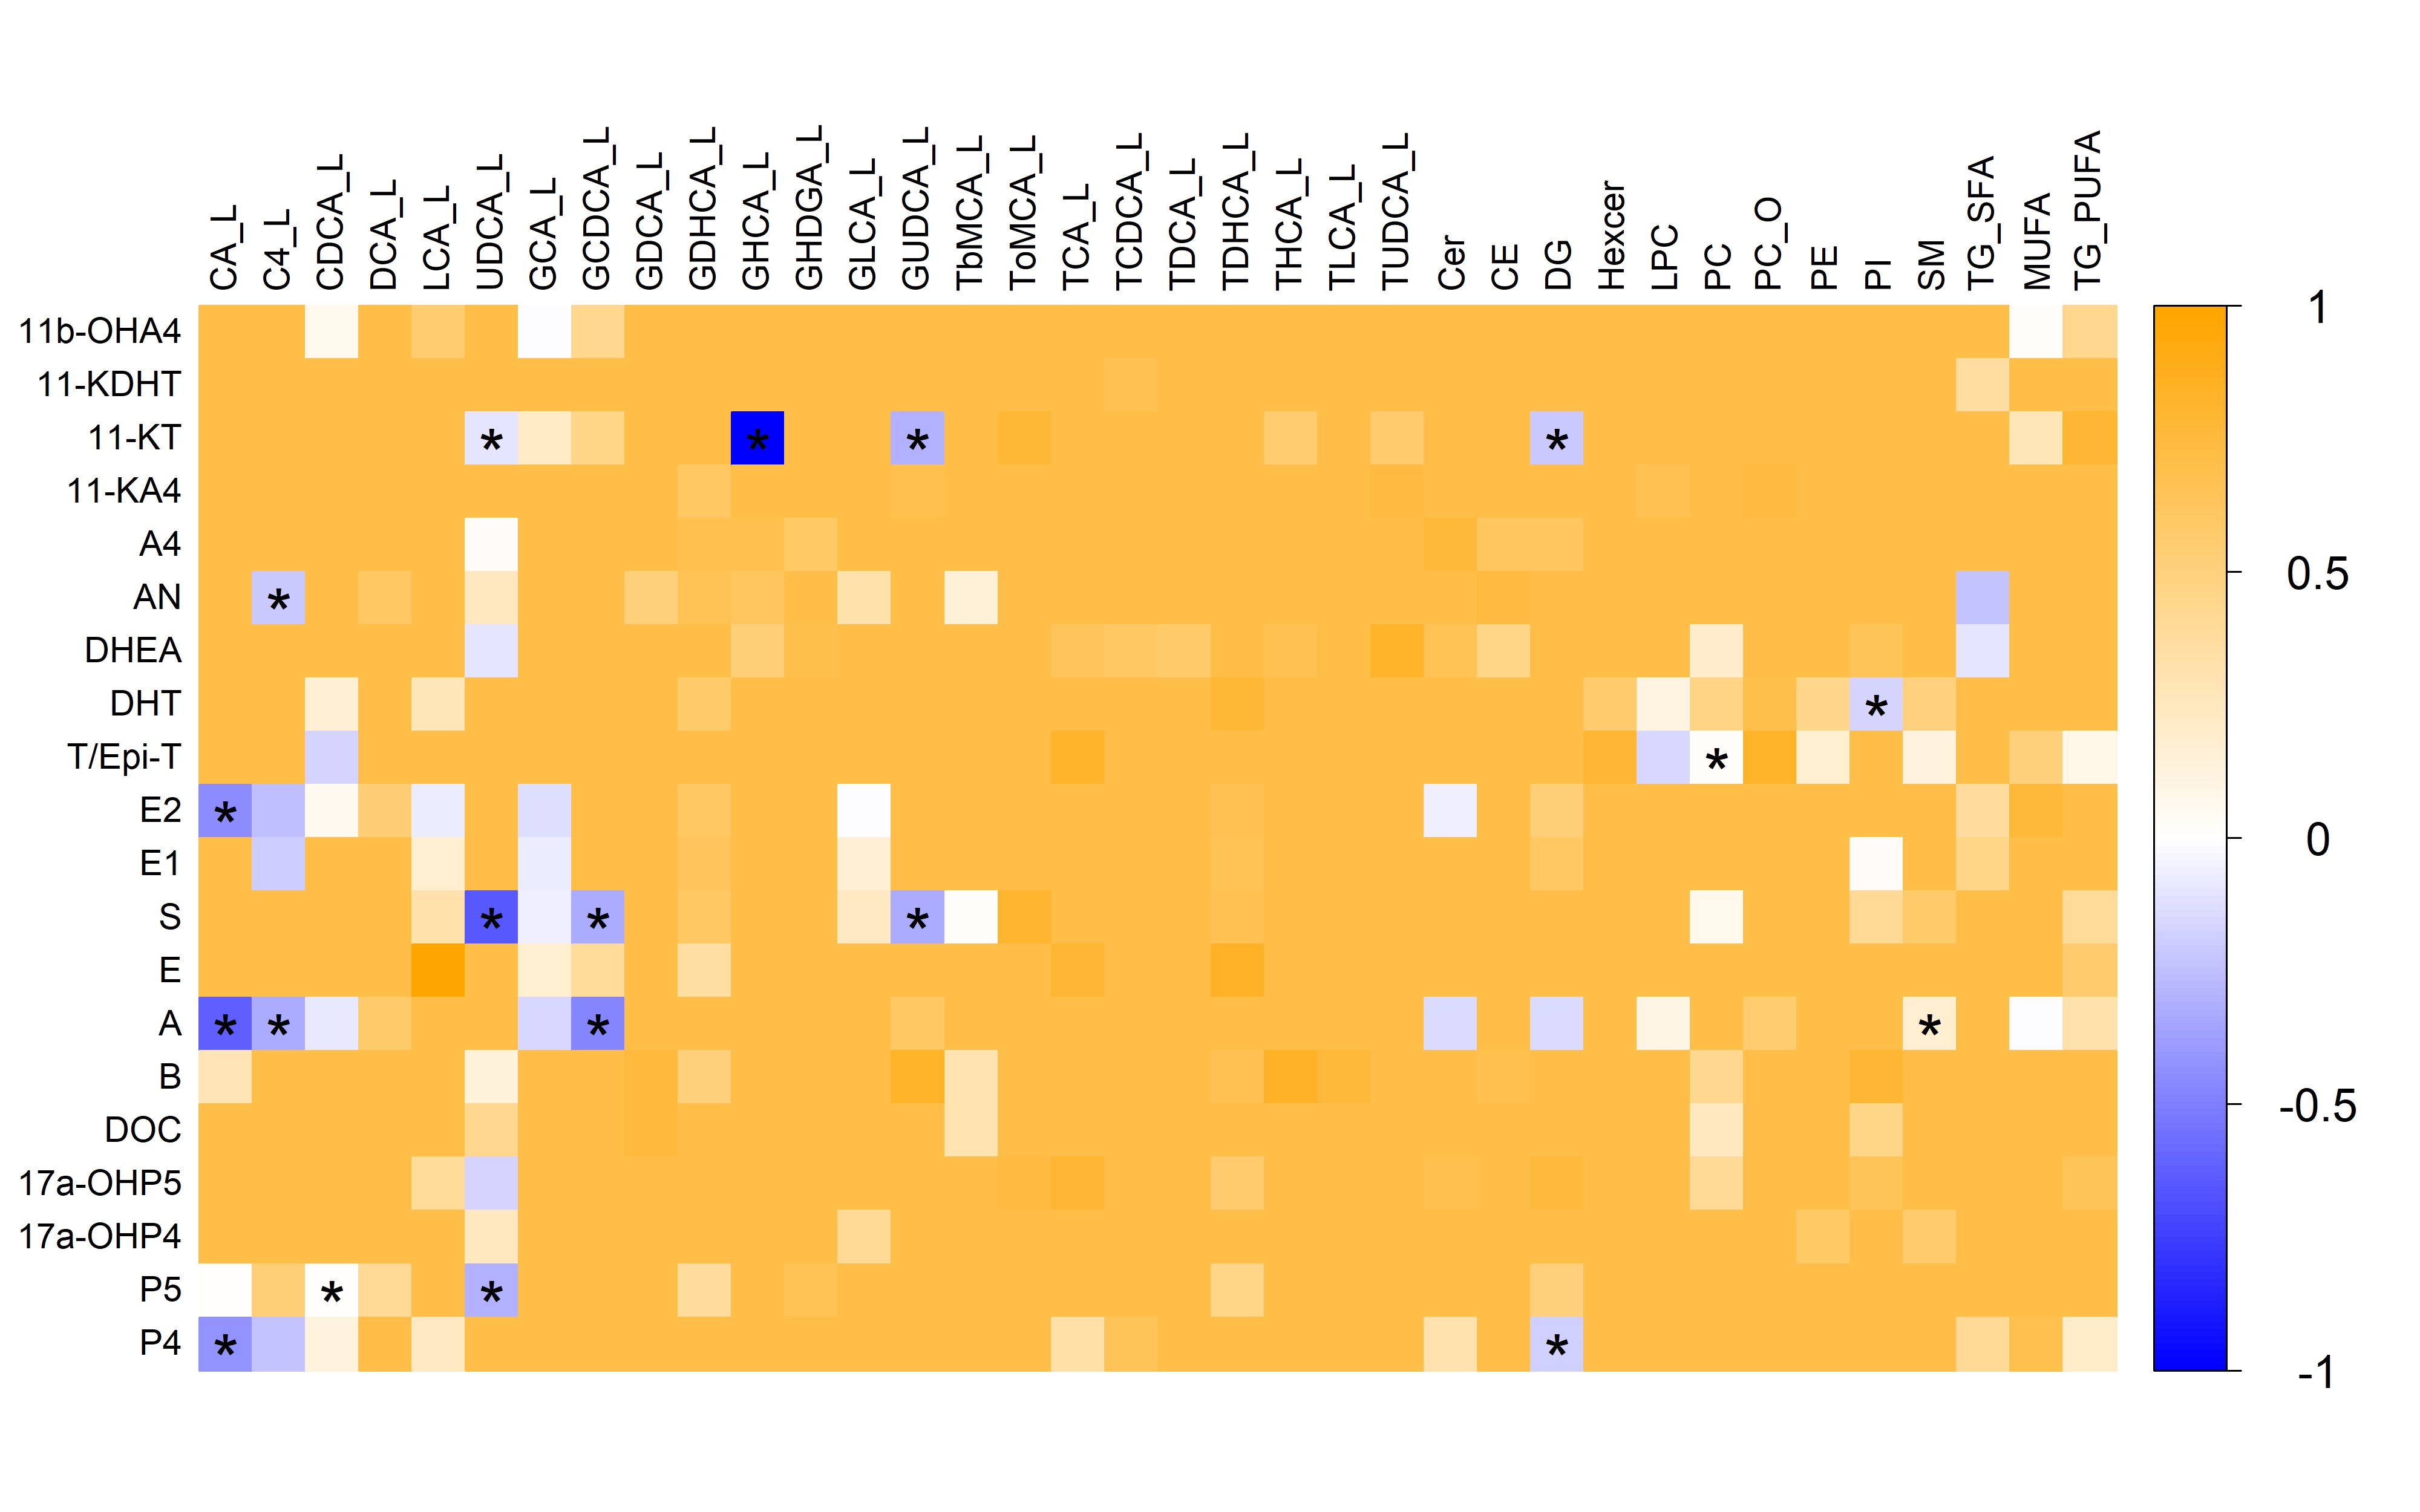 CA_L
C4_L
CDCA_L
DCA_L
LCA_L
UDCA_L
GCA_L
GCDCA_L
GDCA_L
GDHCA_L
GHCA_L
GHDGA_L
GLCA_L
GUDCA_L
TbMCA_L
ToMCA_L
TCA_L
TCDCA_L
TDCA_L
TDHCA_L
THCA_L
TLCA_L
TUDCA_L
Cer
CE
DG
Hexcer
LPC
PC
PC_O
PE
PI
SM
TG_SFA
MUFA
TG_PUFA
11b-OHA4
11-KDHT
11-KT
* * * *
11-KA4
A4
AN
*
DHEA
DHT
*
T/Epi-T
*
E2
*
E1
S
* * *
E
A
* * * *
B
DOC
17a-OHP5
17a-OHP4
P5
* *
P4
* *
1
0.5
0
-0.5
-1